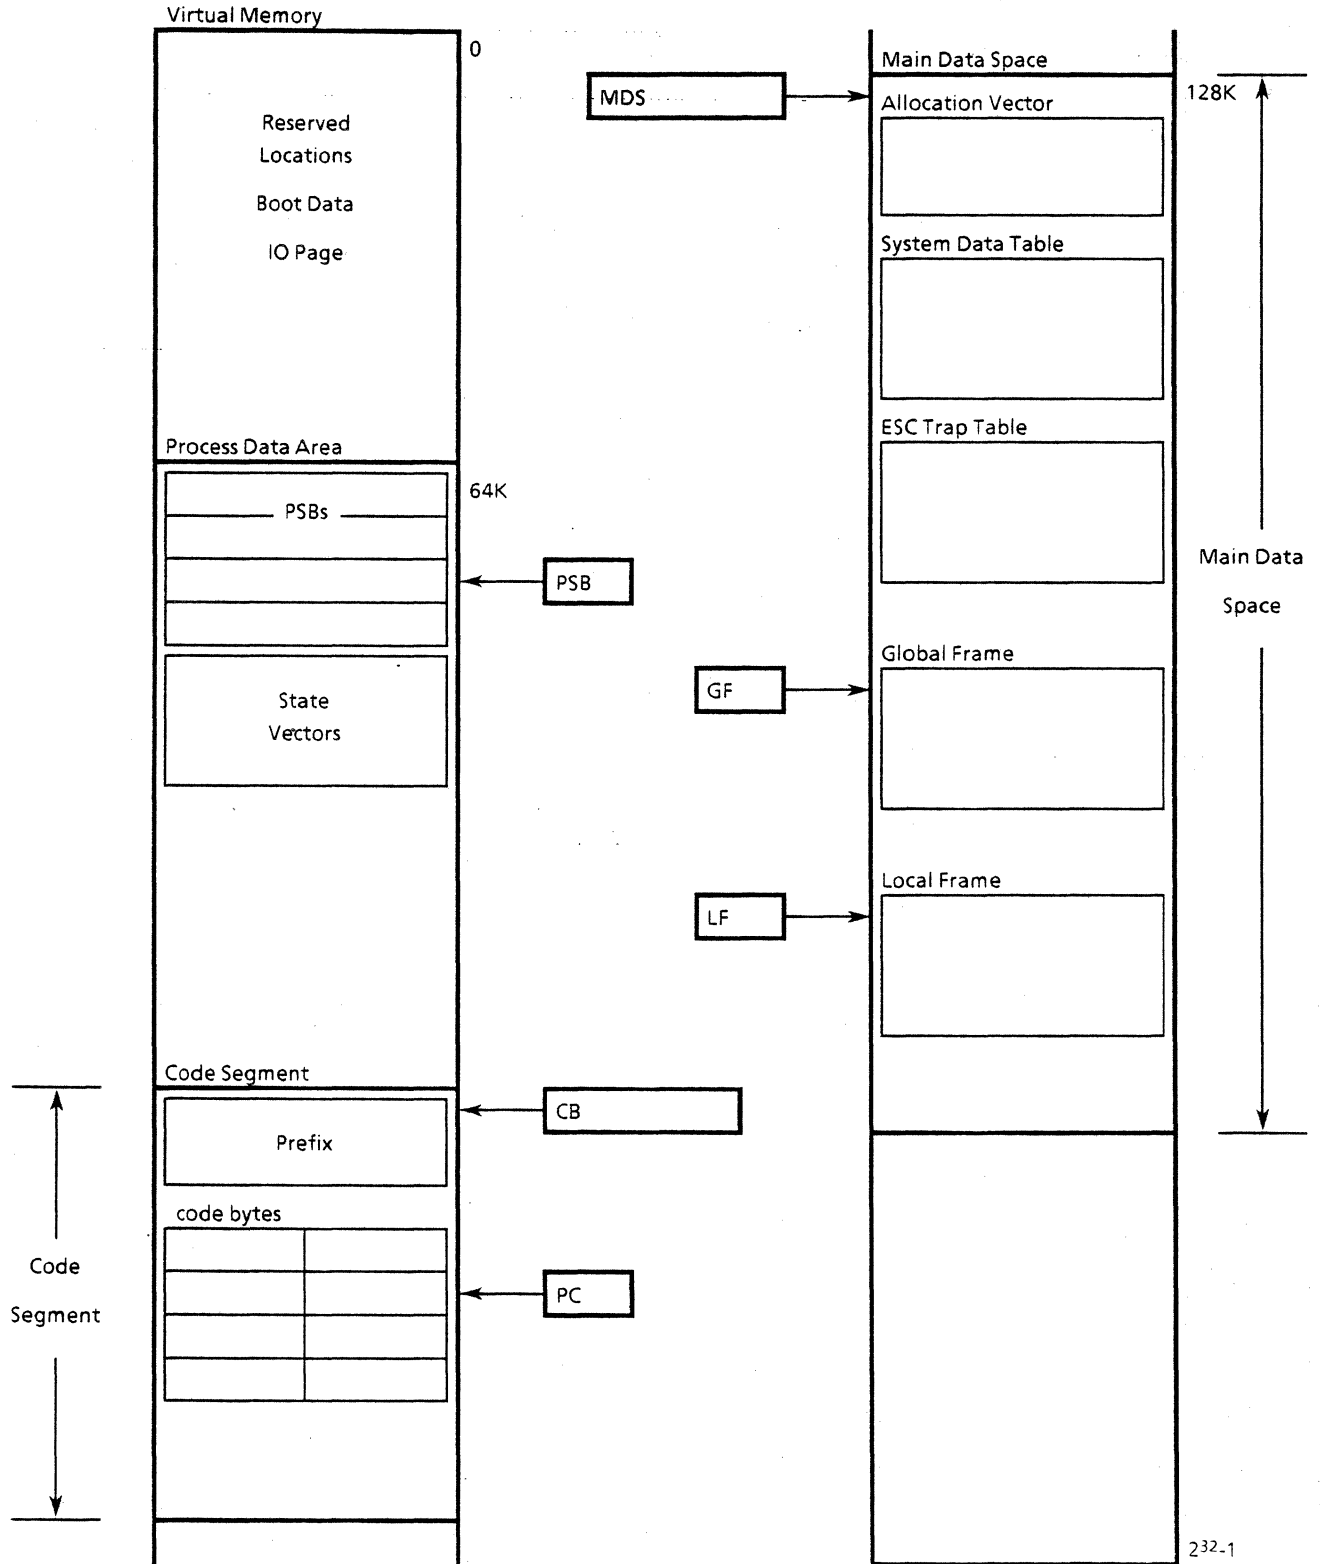 Virtual Memory
0
Reserved
Locations
Boot Data
IO Page
Process Data Area
64K
PSBs
PSB
State
Vectors
Code Segment
CB
Prefix
code bytes
PC
Code
Segment
Main Data Space
MDS
128K
Allocation Vector
System Data Table
ESC Trap Table
Main Data
Space
Global Frame
GF
Local Frame
LF
2³²-1